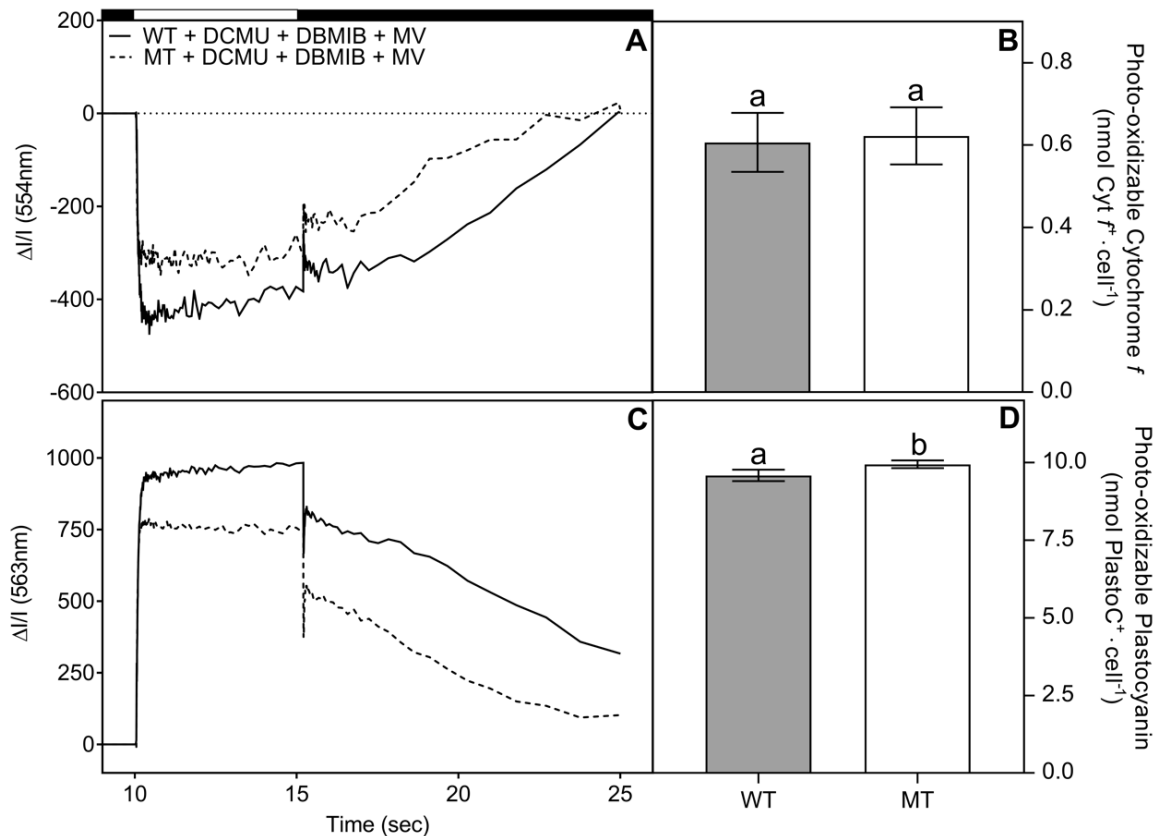 200
0
-200
-400
-600
ΔI/I (554nm)
WT + DCMU + DBMIB + MV
MT + DCMU + DBMIB + MV
A
B
a
a
0.8
0.6
0.4
0.2
0.0
Photo-oxidizable Cytochrome f
(nmol Cyt f⁺·cell⁻¹)
1000
750
500
250
0
ΔI/I (563nm)
C
10
15
20
25
Time (sec)
D
a
b
10.0
7.5
5.0
2.5
0.0
Photo-oxidizable Plastocyanin
(nmol PlastoC⁺·cell⁻¹)
WT
MT